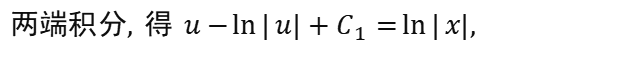 两端积分, 得 u − ln | u| + C₁ = ln | x|,